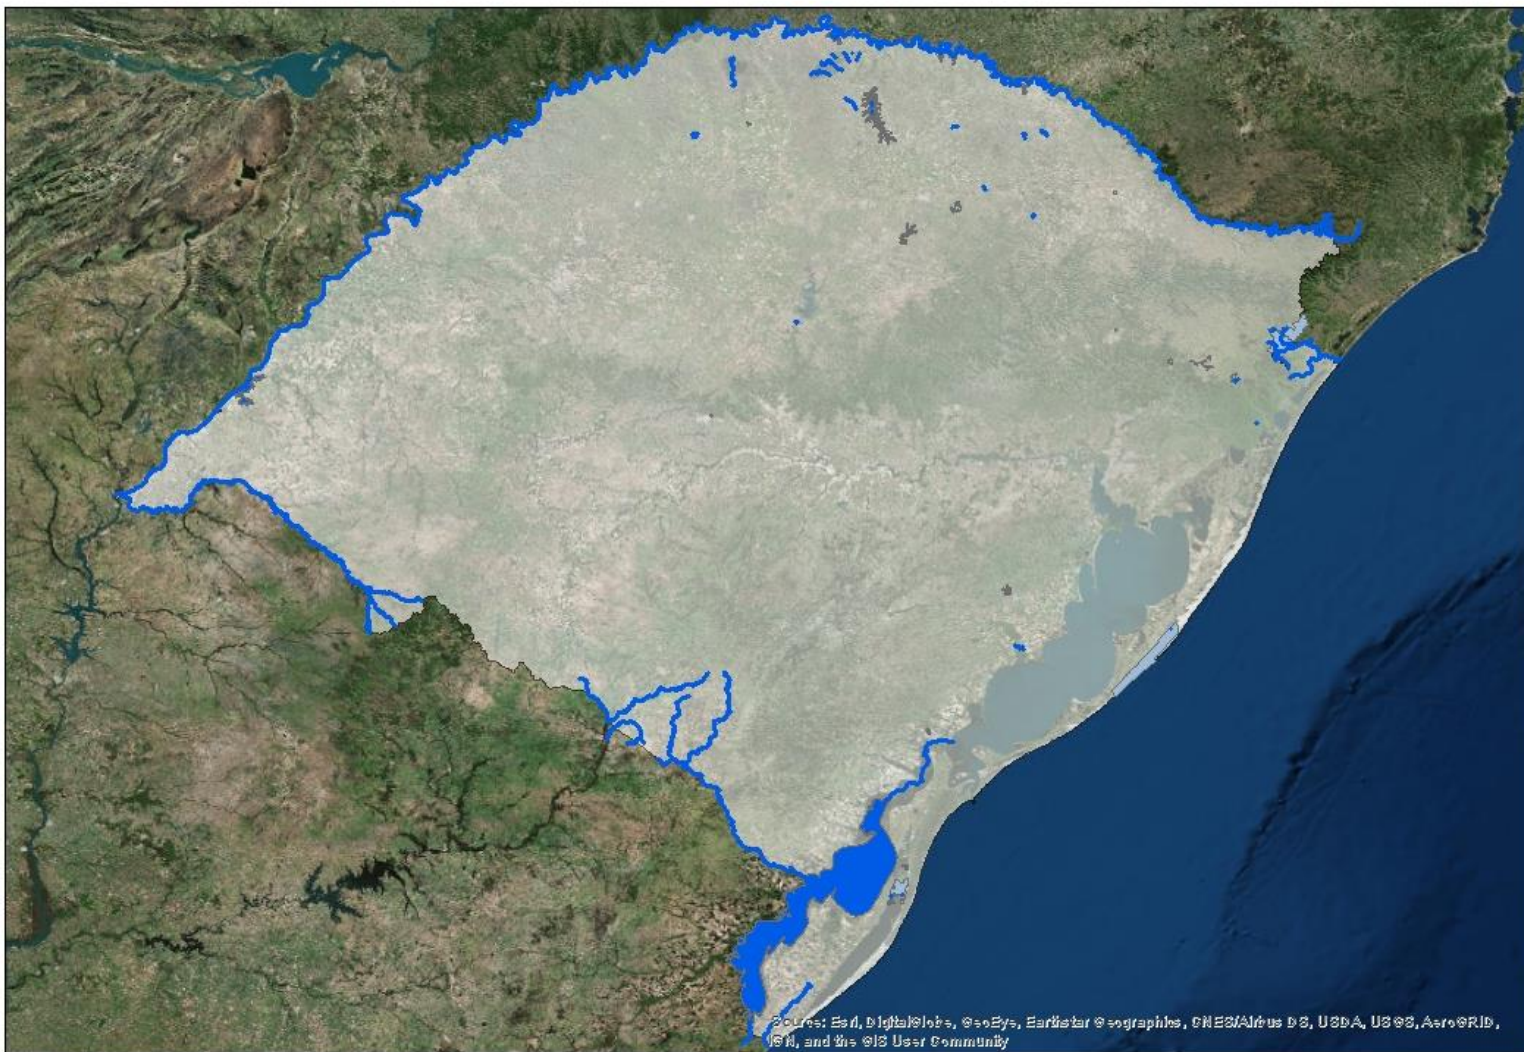 Source: Esri, DigitalGlobe, GeoEye, Earthstar Geographics, CNES/Airbus DS, USDA, USGS, AeroGRID,
IGN, and the GIS User Community